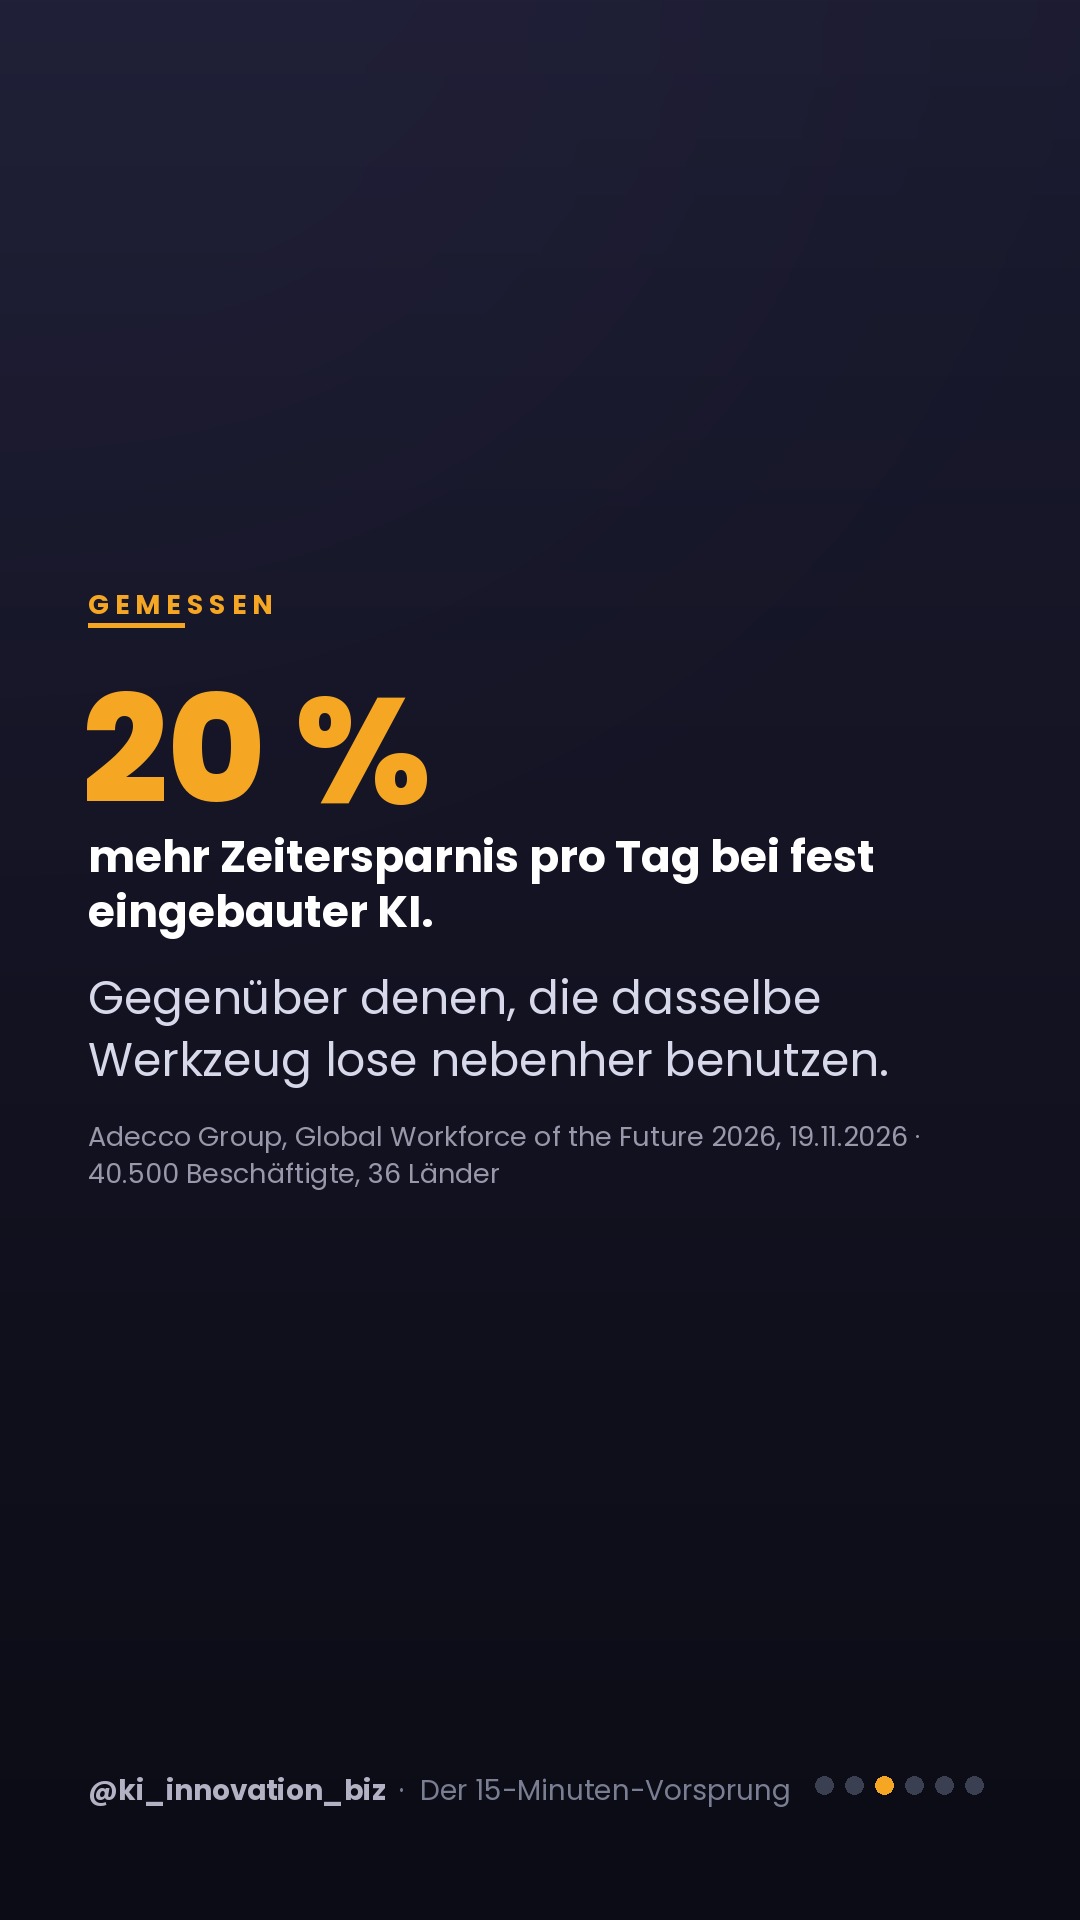 GEMESSEN
20 %
mehr Zeitersparnis pro Tag bei fest
eingebauter KI.
Gegenüber denen, die dasselbe
Werkzeug lose nebenher benutzen.
Adecco Group, Global Workforce of the Future 2026, 19.11.2026 ·
40.500 Beschäftigte, 36 Länder
@ki_innovation_biz · Der 15-Minuten-Vorsprung